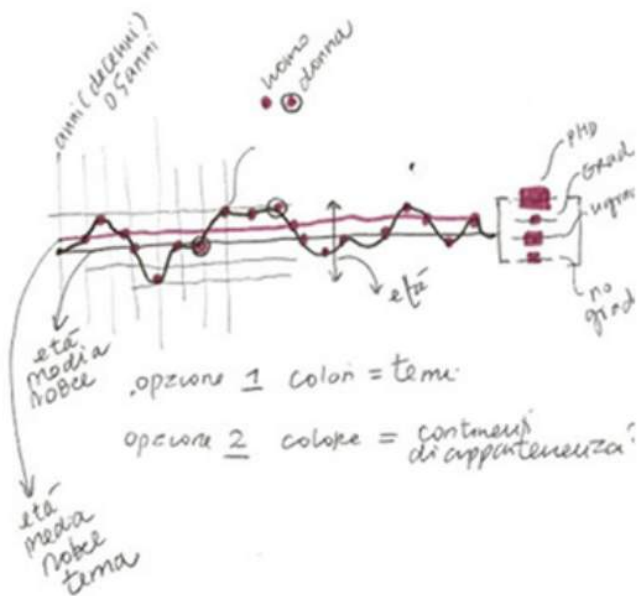 anni (decenni)
o 5 anni
uomo
donna
PHD
Grad
no
grad
età
età
media
nobel
.opzione 1 colori = temi
opzione 2 colore = continenti
di appartenenza?
età
media
nobel
tema